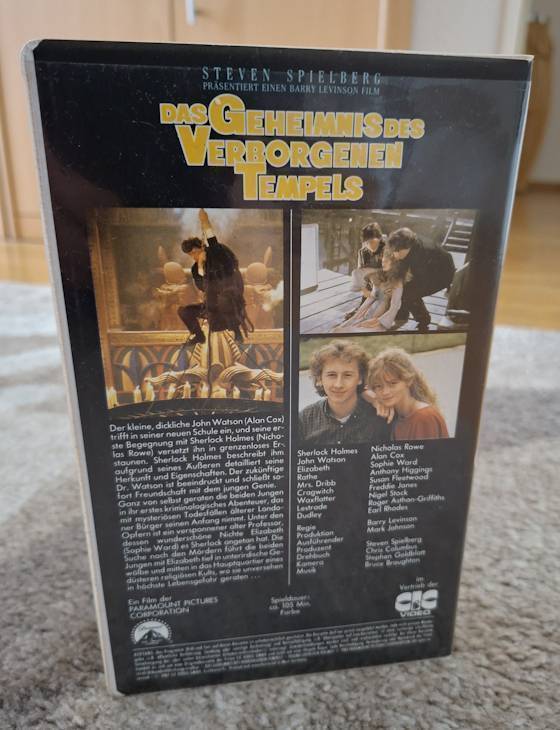 STEVEN SPIELBERG
PRÄSENTIERT EINEN BARRY LEVINSON FILM
DAS GEHEIMNIS DES
VERBORGENEN
TEMPELS
Der kleine, dickliche John Watson (Alan Cox)
trifft in seiner neuen Schule ein, und seine er-
ste Begegnung mit Sherlock Holmes (Nicho-
las Rowe) versetzt ihn in grenzenloses Er-
staunen. Sherlock Holmes beschreibt ihm
aufgrund seines Äußeren detailliert seine
Herkunft und Eigenschaften. Der zukünftige
Dr. Watson ist beeindruckt und schließt so-
fort Freundschaft mit dem jungen Genie.
Ganz von selbst geraten die beiden Jungen
in ihr erstes kriminologisches Abenteuer, das
mit mysteriösen Todesfällen älterer Londo-
ner Bürger seinen Anfang nimmt. Unter den
Opfern ist ein versponnener alter Professor,
dessen wunderschöne Nichte Elizabeth
(Sophie Ward) es Sherlock angetan hat. Die
Suche nach den Mördern führt die beiden
Jungen mit Elizabeth tief in unterirdische Ge-
wölbe und mitten in das Hauptquartier eines
düsteren religiösen Kults, wo sie unversehen
in höchste Lebensgefahr geraten ...
Sherlock Holmes Nicholas Rowe
John Watson Alan Cox
Elizabeth Sophie Ward
Rathe Anthony Higgins
Mrs. Dribb Susan Fleetwood
Cragwitch Freddie Jones
Waxflatter Nigel Stock
Lestrade Roger Ashton-Griffiths
Dudley Earl Rhodes
Regie Barry Levinson
Produktion Mark Johnson
Ausführender
Produzent Steven Spielberg
Drehbuch Chris Columbus
Kamera Stephen Goldblatt
Musik Bruce Broughton
Ein Film der
PARAMOUNT PICTURES
CORPORATION
Spieldauer:
ca. 105 Min.
Farbe
im
Vertrieb der
CIC
VIDEO
Paramount